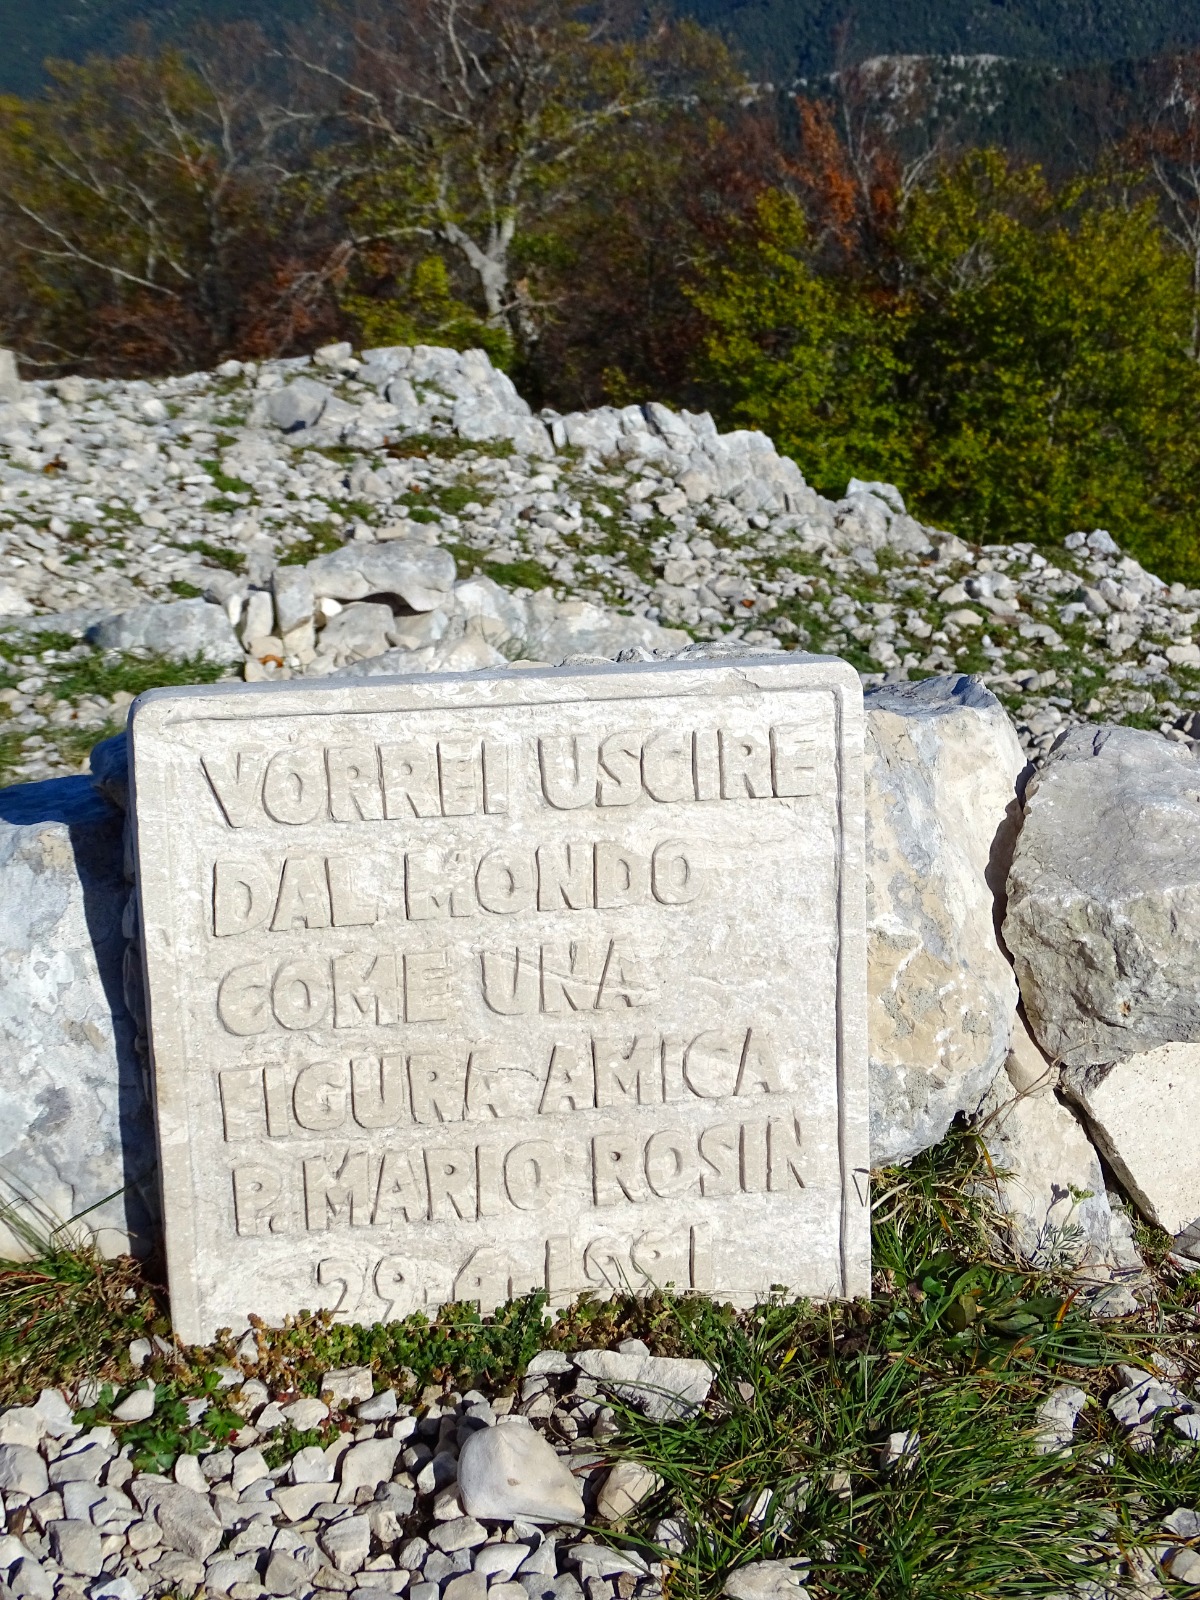 VORREI USCIRE
DAL MONDO
COME UNA
FIGURA AMICA
P. MARIO ROSIN
29.4.1991